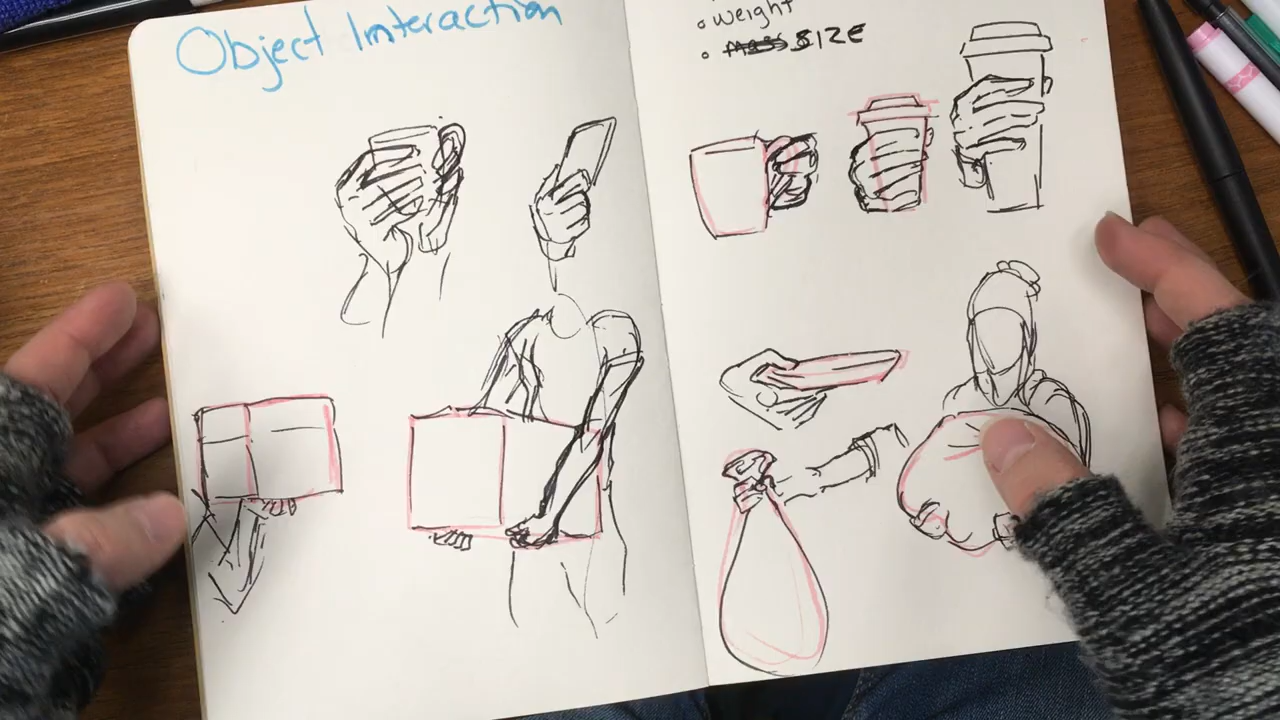 Object Interaction
• weight
• SIZE